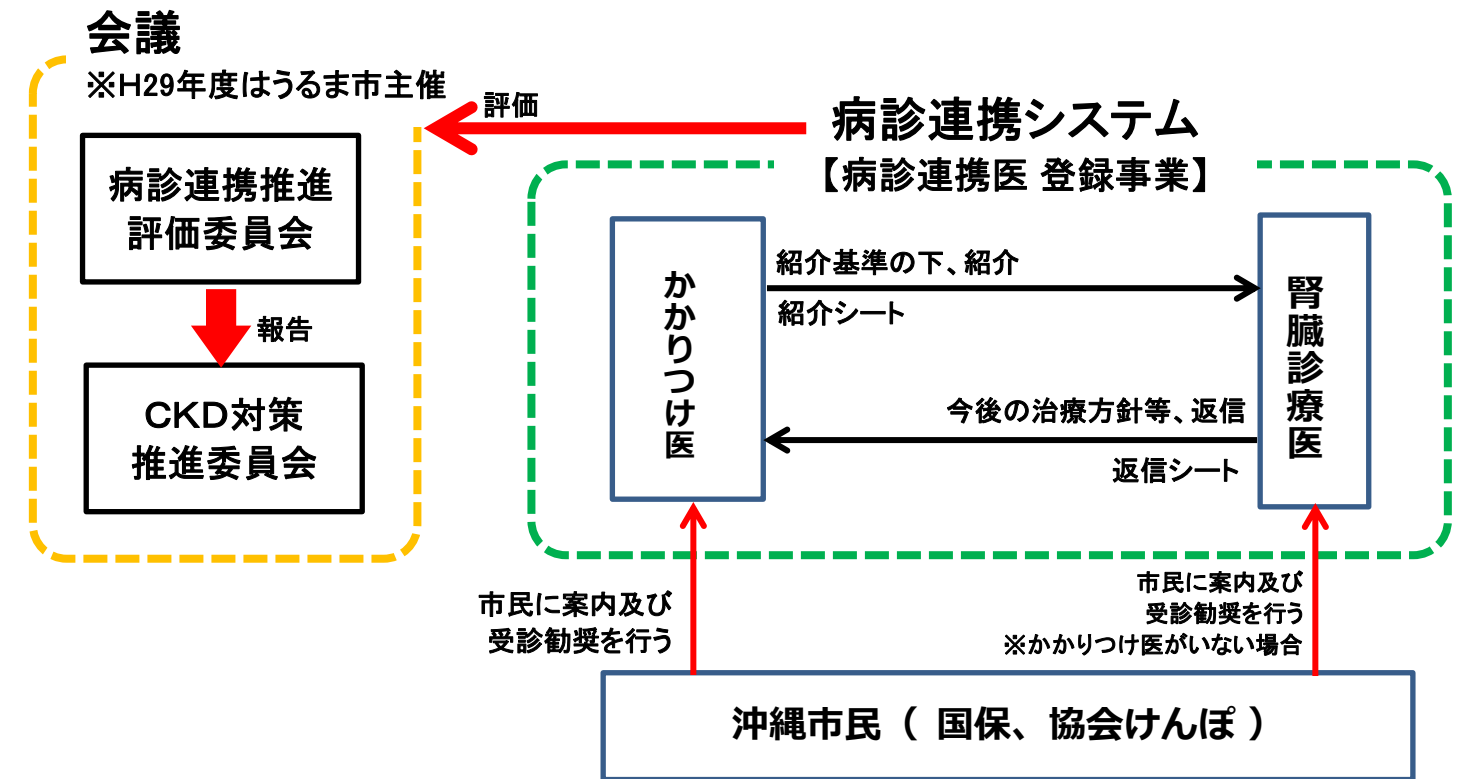 会議
※H29年度はうるま市主催
病診連携推進
評価委員会
報告
CKD対策
推進委員会
評価
病診連携システム
【病診連携医 登録事業】
かかりつけ医
紹介基準の下、紹介
紹介シート
今後の治療方針等、返信
返信シート
腎臓診療医
市民に案内及び
受診勧奨を行う
市民に案内及び
受診勧奨を行う
※かかりつけ医がいない場合
沖縄市民（ 国保、協会けんぽ ）